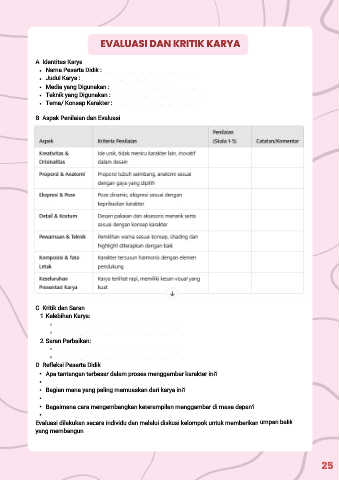 EVALUASI DAN KRITIK KARYA
A Identitas Karya
• Nama Peserta Didik :
• Judul Karya :
• Media yang Digunakan :
• Teknik yang Digunakan :
• Tema/ Konsep Karakter :
B Aspek Penilaian dan Evaluasi
Aspek Kriteria Penilaian Penilaian (Skala 1-5) Catatan/Komentar
Kreativitas & Orisinalitas Ide unik, tidak meniru karakter lain, inovatif dalam desain
Proporsi & Anatomi Proporsi tubuh seimbang, anatomi sesuai dengan gaya yang dipilih
Ekspresi & Pose Pose dinamis, ekspresi sesuai dengan kepribadian karakter
Detail & Kostum Desain pakaian dan aksesoris menarik serta sesuai dengan konsep karakter
Pewarnaan & Teknik Pemilihan warna sesuai konsep, shading dan highlight diterapkan dengan baik
Komposisi & Tata Letak Karakter tersusun harmonis dengan elemen pendukung
Keseluruhan Presentasi Karya Karya terlihat rapi, memiliki kesan visual yang kuat
C Kritik dan Saran
1 Kelebihan Karya:
2 Saran Perbaikan:
D Refleksi Peserta Didik
• Apa tantangan terbesar dalam proses menggambar karakter ini?
• Bagian mana yang paling memuaskan dari karya ini?
• Bagaimana cara mengembangkan keterampilan menggambar di masa depan?
Evaluasi dilakukan secara individu dan melalui diskusi kelompok untuk memberikan umpan balik
yang membangun
25